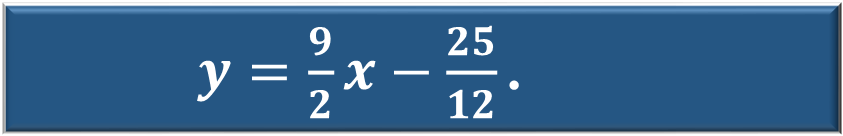 y = 9/2 x − 25/12 .